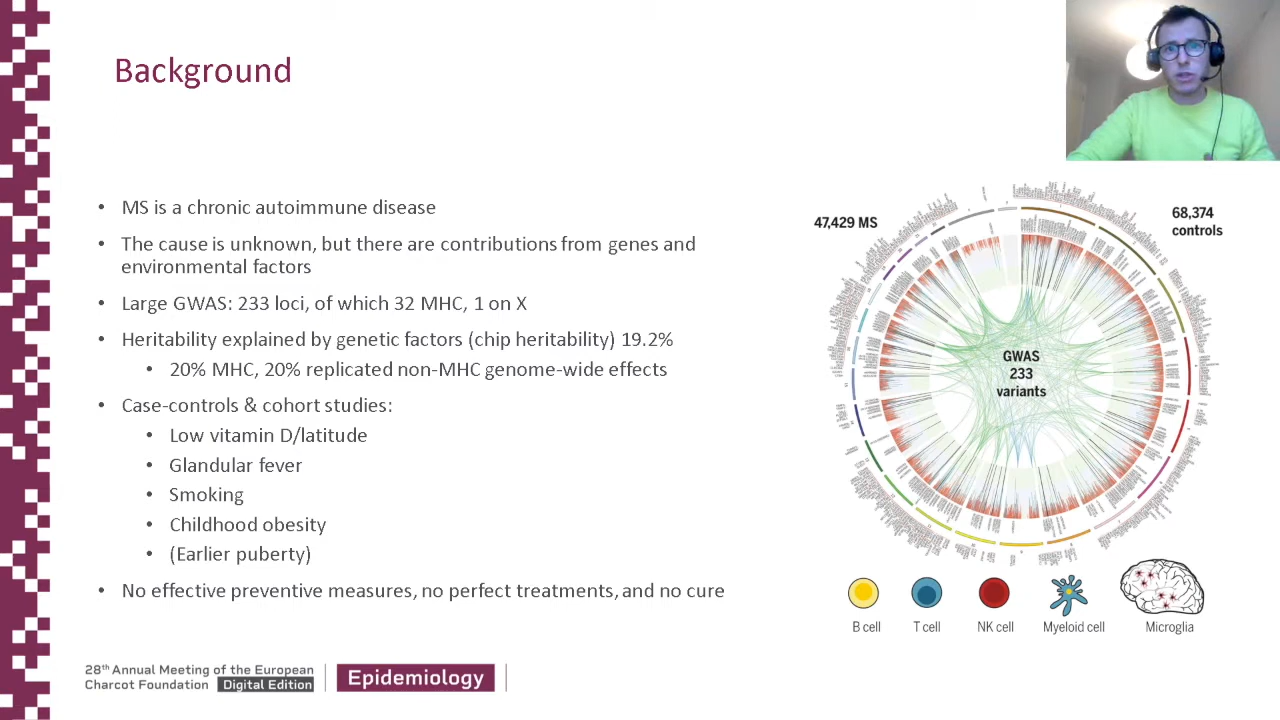 Background
• MS is a chronic autoimmune disease
• The cause is unknown, but there are contributions from genes and
environmental factors
• Large GWAS: 233 loci, of which 32 MHC, 1 on X
• Heritability explained by genetic factors (chip heritability) 19.2%
• 20% MHC, 20% replicated non-MHC genome-wide effects
• Case-controls & cohort studies:
• Low vitamin D/latitude
• Glandular fever
• Smoking
• Childhood obesity
• (Earlier puberty)
• No effective preventive measures, no perfect treatments, and no cure
47,429 MS
68,374
controls
GWAS
233
variants
B cell
T cell
NK cell
Myeloid cell
Microglia
28th Annual Meeting of the European
Charcot Foundation Digital Edition
Epidemiology